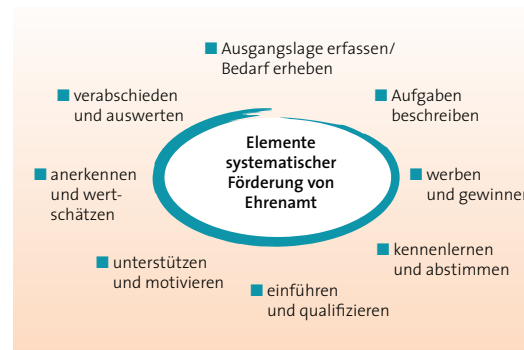 Ausgangslage erfassen/
Bedarf erheben
Aufgaben
beschreiben
werben
und gewinnen
kennenlernen
und abstimmen
einführen
und qualifizieren
unterstützen
und motivieren
anerkennen
und wert-
schätzen
verabschieden
und auswerten
Elemente
systematischer
Förderung von
Ehrenamt